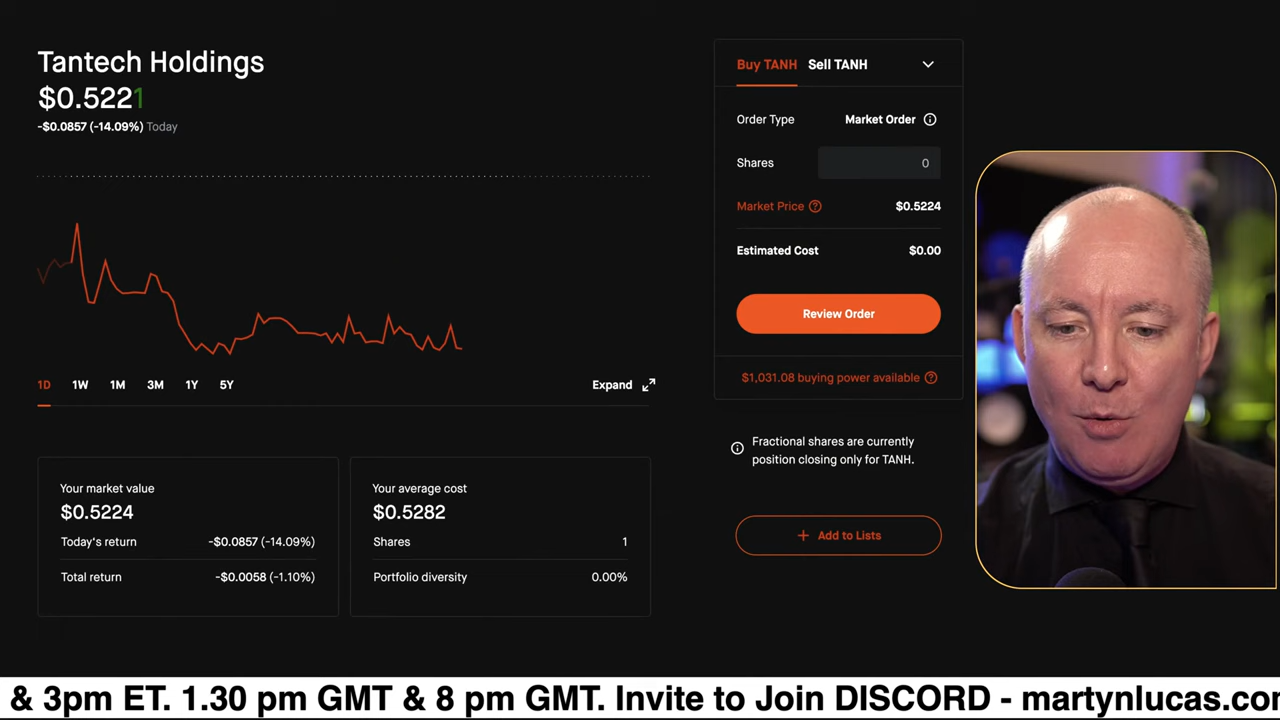 Tantech Holdings
$0.5221
-$0.0857 (-14.09%) Today
1D 1W 1M 3M 1Y 5Y Expand
Your market value
$0.5224
Today's return -$0.0857 (-14.09%)
Total return -$0.0058 (-1.10%)
Your average cost
$0.5282
Shares 1
Portfolio diversity 0.00%
Buy TANH Sell TANH
Order Type Market Order
Shares 0
Market Price $0.5224
Estimated Cost $0.00
Review Order
$1,031.08 buying power available
Fractional shares are currently
position closing only for TANH.
+ Add to Lists
& 3pm ET. 1.30 pm GMT & 8 pm GMT. Invite to Join DISCORD - martynlucas.co